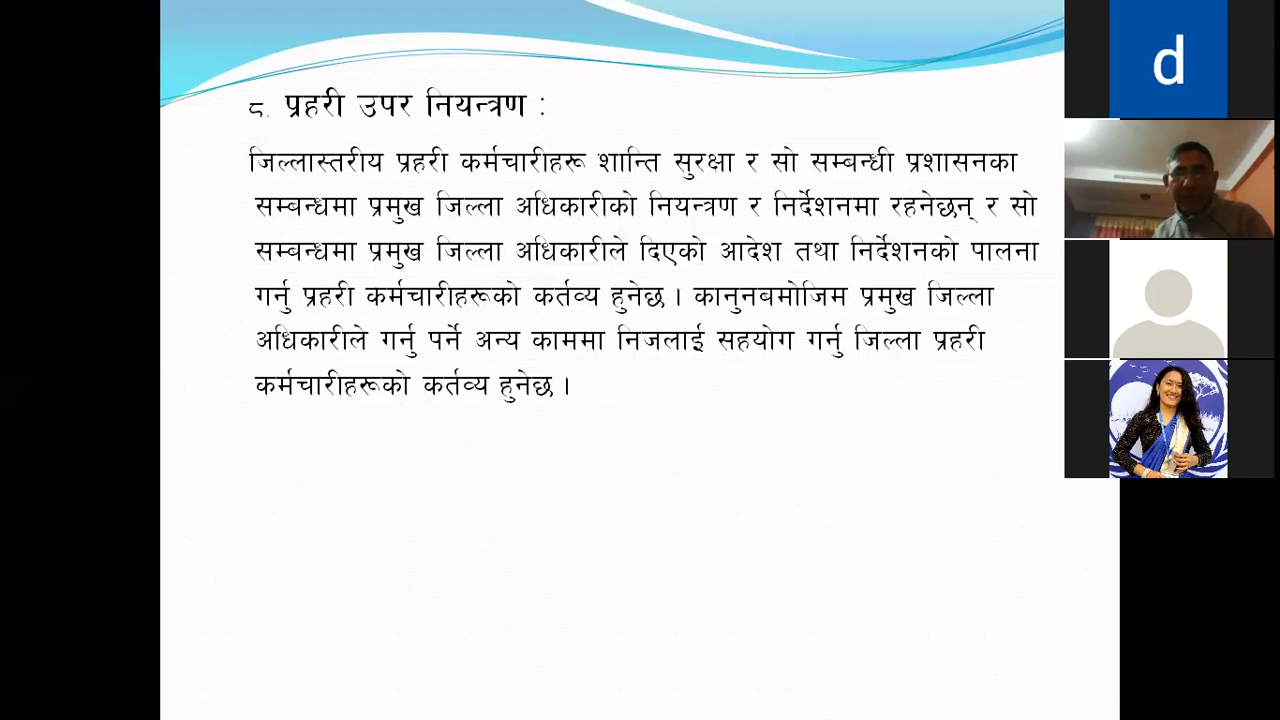 ८. प्रहरी उपर नियन्त्रण :
जिल्लास्तरीय प्रहरी कर्मचारीहरू शान्ति सुरक्षा र सो सम्बन्धी प्रशासनका
सम्बन्धमा प्रमुख जिल्ला अधिकारीको नियन्त्रण र निर्देशनमा रहनेछन् र सो
सम्बन्धमा प्रमुख जिल्ला अधिकारीले दिएको आदेश तथा निर्देशनको पालना
गर्नु प्रहरी कर्मचारीहरूको कर्तव्य हुनेछ । कानुनबमोजिम प्रमुख जिल्ला
अधिकारीले गर्नु पर्ने अन्य काममा निजलाई सहयोग गर्नु जिल्ला प्रहरी
कर्मचारीहरूको कर्तव्य हुनेछ ।
d